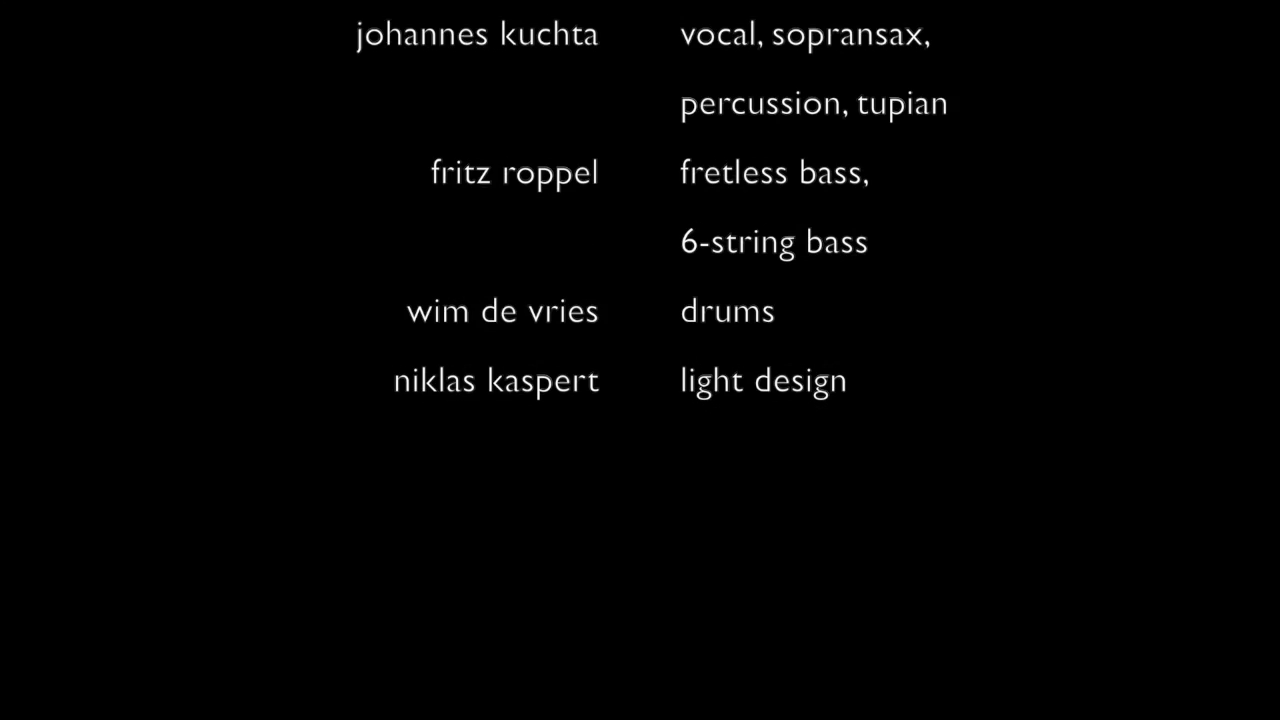 johannes kuchta vocal, sopransax,
percussion, tupian
fritz roppel fretless bass,
6-string bass
wim de vries drums
niklas kaspert light design